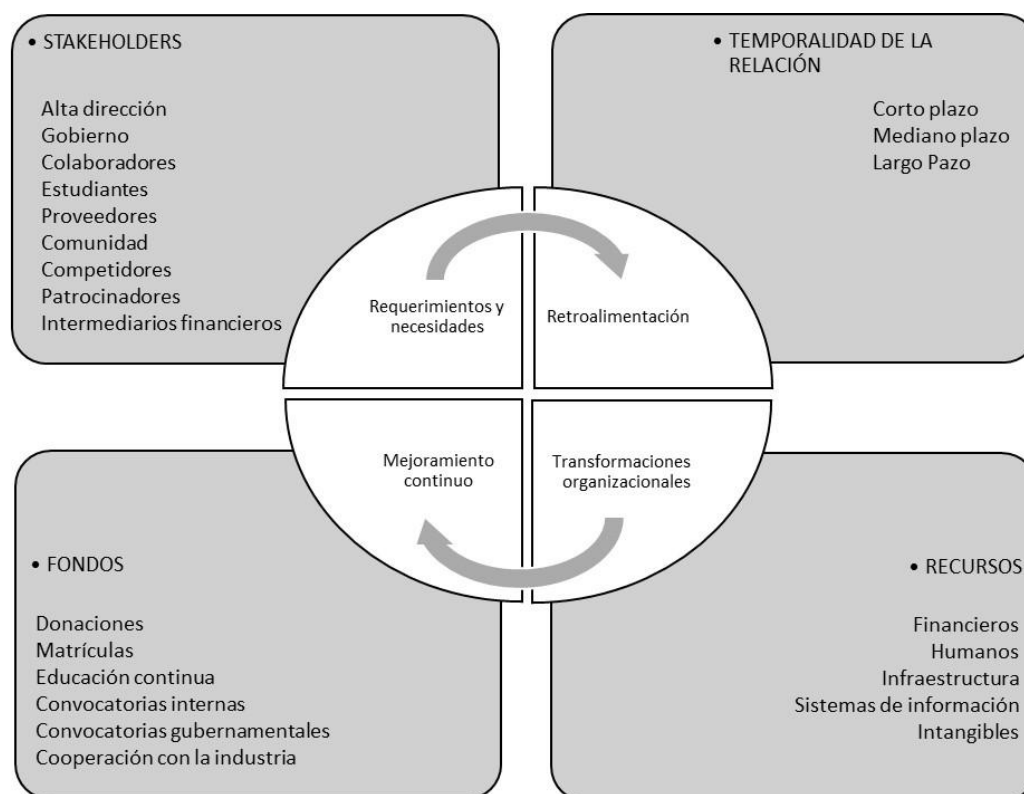 • STAKEHOLDERS
Alta dirección
Gobierno
Colaboradores
Estudiantes
Proveedores
Comunidad
Competidores
Patrocinadores
Intermediarios financieros
• TEMPORALIDAD DE LA
RELACIÓN
Corto plazo
Mediano plazo
Largo Pazo
Requerimientos y
necesidades
Retroalimentación
Mejoramiento
continuo
Transformaciones
organizacionales
• FONDOS
Donaciones
Matrículas
Educación continua
Convocatorias internas
Convocatorias gubernamentales
Cooperación con la industria
• RECURSOS
Financieros
Humanos
Infraestructura
Sistemas de información
Intangibles